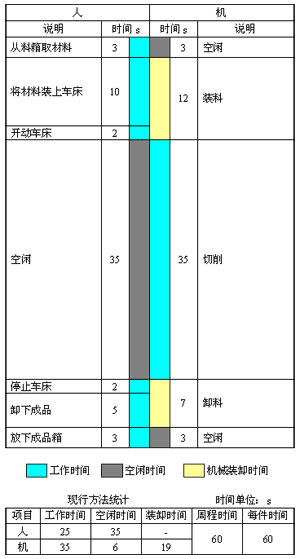 人 机
说明 时间 s 时间 s 说明
从料箱取材料 3 3 空闲
将材料装上车床 10 12 装料
开动车床 2
空闲 35 35 切削
停止车床 2 7 卸料
卸下成品 5
放下成品箱 3 3 空闲
工作时间 空闲时间 机械装卸时间
现行方法统计 时间单位：s
项目 工作时间 空闲时间 装卸时间 周程时间 每件时间
人 25 35 - 60 60
机 35 6 19